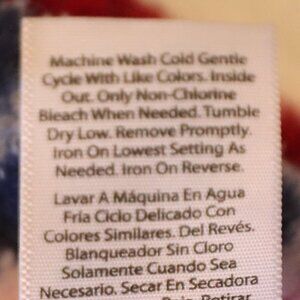 Machine Wash Cold Gentle
Cycle With Like Colors. Inside
Out. Only Non-Chlorine
Bleach When Needed. Tumble
Dry Low. Remove Promptly.
Iron On Lowest Setting As
Needed. Iron On Reverse.
Lavar A Máquina En Agua
Fría Ciclo Delicado Con
Colores Similares. Del Revés.
Blanqueador Sin Cloro
Solamente Cuando Sea
Necesario. Secar En Secadora